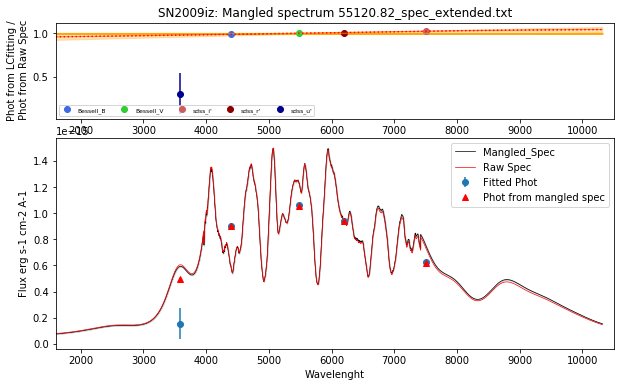 SN2009iz: Mangled spectrum 55120.82_spec_extended.txt
Phot from LCfitting /
Phot from Raw Spec
1.0
0.5
Bessell_B
Bessell_V
sdss_i'
sdss_r'
sdss_u'
2000 3000 4000 5000 6000 7000 8000 9000 10000
Mangled_Spec
Raw Spec
Fitted Phot
Phot from mangled spec
Flux erg s-1 cm-2 A-1
1.4
1.2
1.0
0.8
0.6
0.4
0.2
0.0
2000 3000 4000 5000 6000 7000 8000 9000 10000
Wavelenght